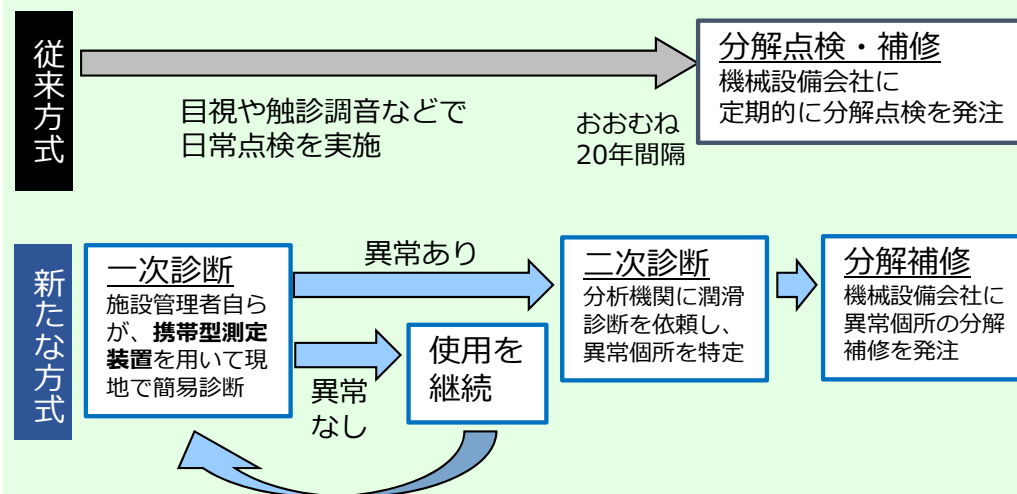 従来方式
目視や触診調音などで
日常点検を実施
おおむね
20年間隔
分解点検・補修
機械設備会社に
定期的に分解点検を発注
新たな方式
一次診断
施設管理者自ら
が、携帯型測定
装置を用いて現
地で簡易診断
異常あり
異常
なし
使用を
継続
二次診断
分析機関に潤滑
診断を依頼し、
異常個所を特定
分解補修
機械設備会社に
異常個所の分解
補修を発注